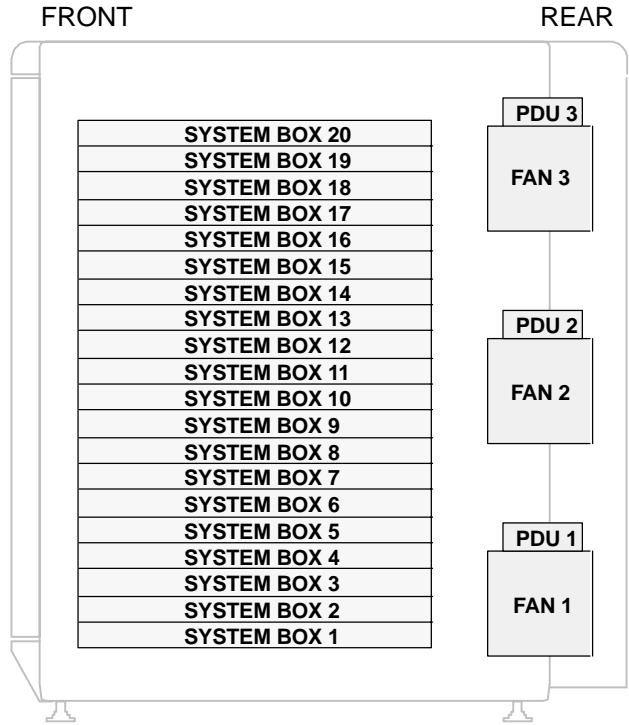 FRONT
REAR
PDU 3
SYSTEM BOX 20
SYSTEM BOX 19
FAN 3
SYSTEM BOX 18
SYSTEM BOX 17
SYSTEM BOX 16
SYSTEM BOX 15
SYSTEM BOX 14
SYSTEM BOX 13
PDU 2
SYSTEM BOX 12
SYSTEM BOX 11
SYSTEM BOX 10
FAN 2
SYSTEM BOX 9
SYSTEM BOX 8
SYSTEM BOX 7
SYSTEM BOX 6
SYSTEM BOX 5
PDU 1
SYSTEM BOX 4
SYSTEM BOX 3
SYSTEM BOX 2
FAN 1
SYSTEM BOX 1